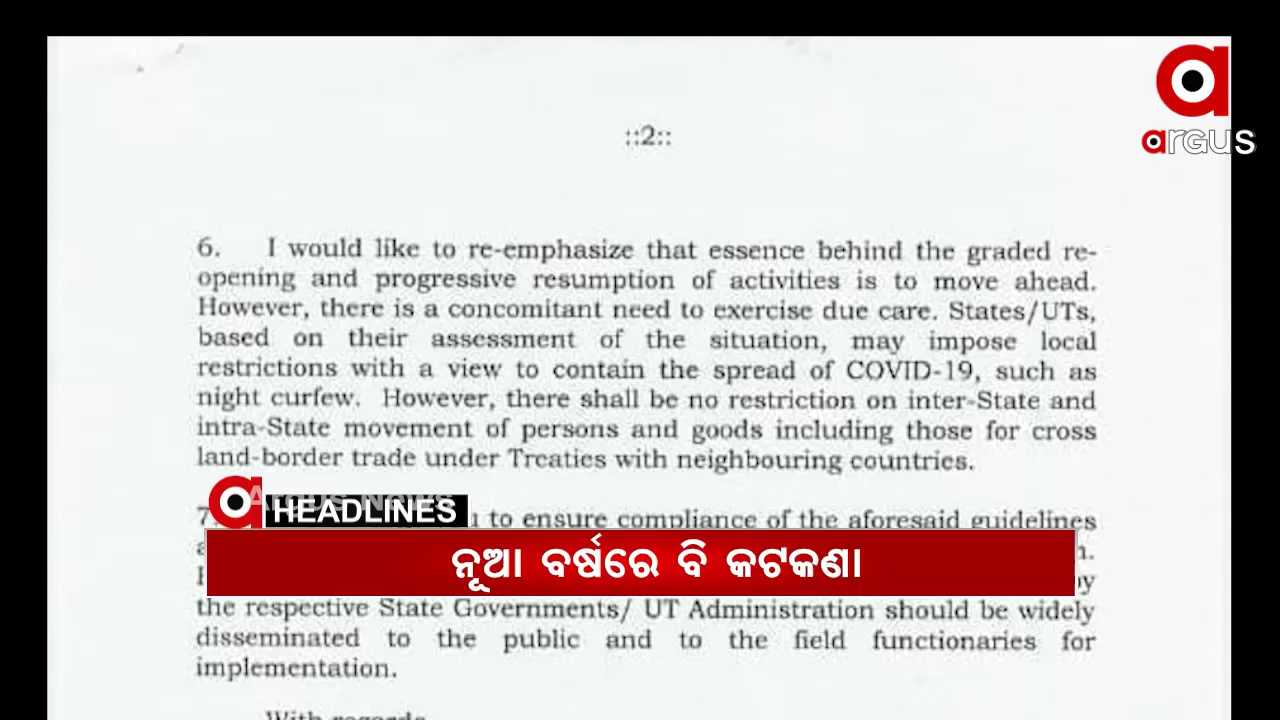 argus
::2::
6. I would like to re-emphasize that essence behind the graded re-
opening and progressive resumption of activities is to move ahead.
However, there is a concomitant need to exercise due care. States/UTs,
based on their assessment of the situation, may impose local
restrictions with a view to contain the spread of COVID-19, such as
night curfew. However, there shall be no restriction on inter-State and
intra-State movement of persons and goods including those for cross
land-border trade under Treaties with neighbouring countries.
7. to ensure compliance of the aforesaid guidelines
HEADLINES
ନୂଆ ବର୍ଷରେ ବି କଟକଣା
the respective State Governments/ UT Administration should be widely
disseminated to the public and to the field functionaries for
implementation.
With regards